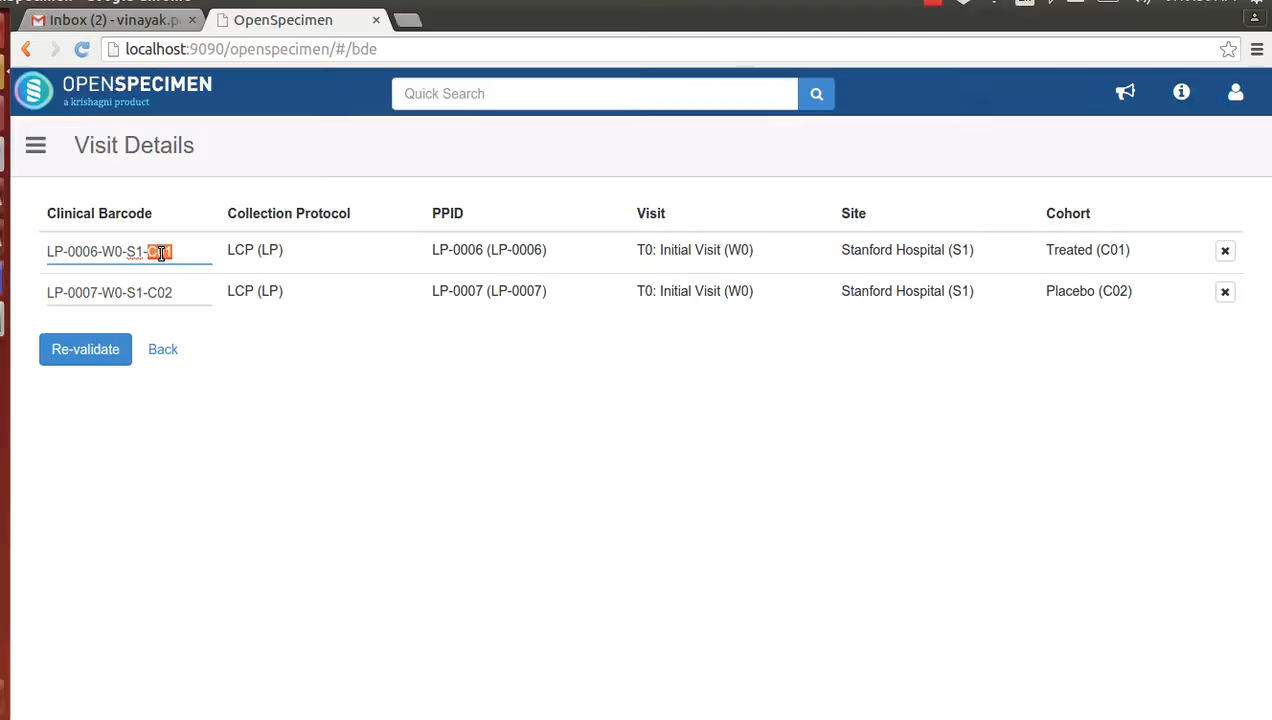 Inbox (2) - vinayak.p
OpenSpecimen
localhost:9090/openspecimen/#/bde
OPENSPECIMEN
a krishagni product
Quick Search
Visit Details
Clinical Barcode Collection Protocol PPID Visit Site Cohort
LP-0006-W0-S1-C01 LCP (LP) LP-0006 (LP-0006) T0: Initial Visit (W0) Stanford Hospital (S1) Treated (C01)
LP-0007-W0-S1-C02 LCP (LP) LP-0007 (LP-0007) T0: Initial Visit (W0) Stanford Hospital (S1) Placebo (C02)
Re-validate Back